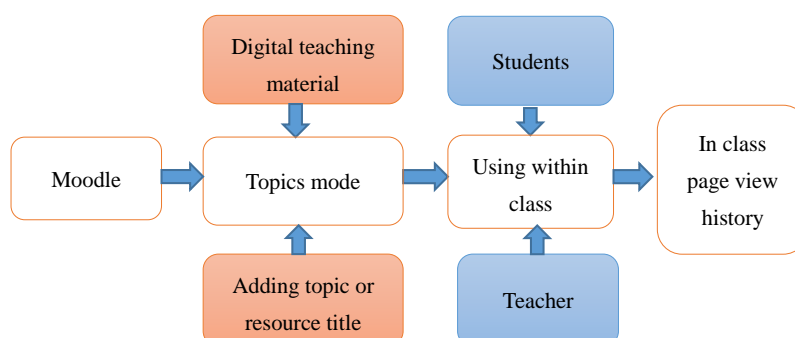 Digital teaching
material
Students
Moodle
Topics mode
Using within
class
In class
page view
history
Adding topic or
resource title
Teacher